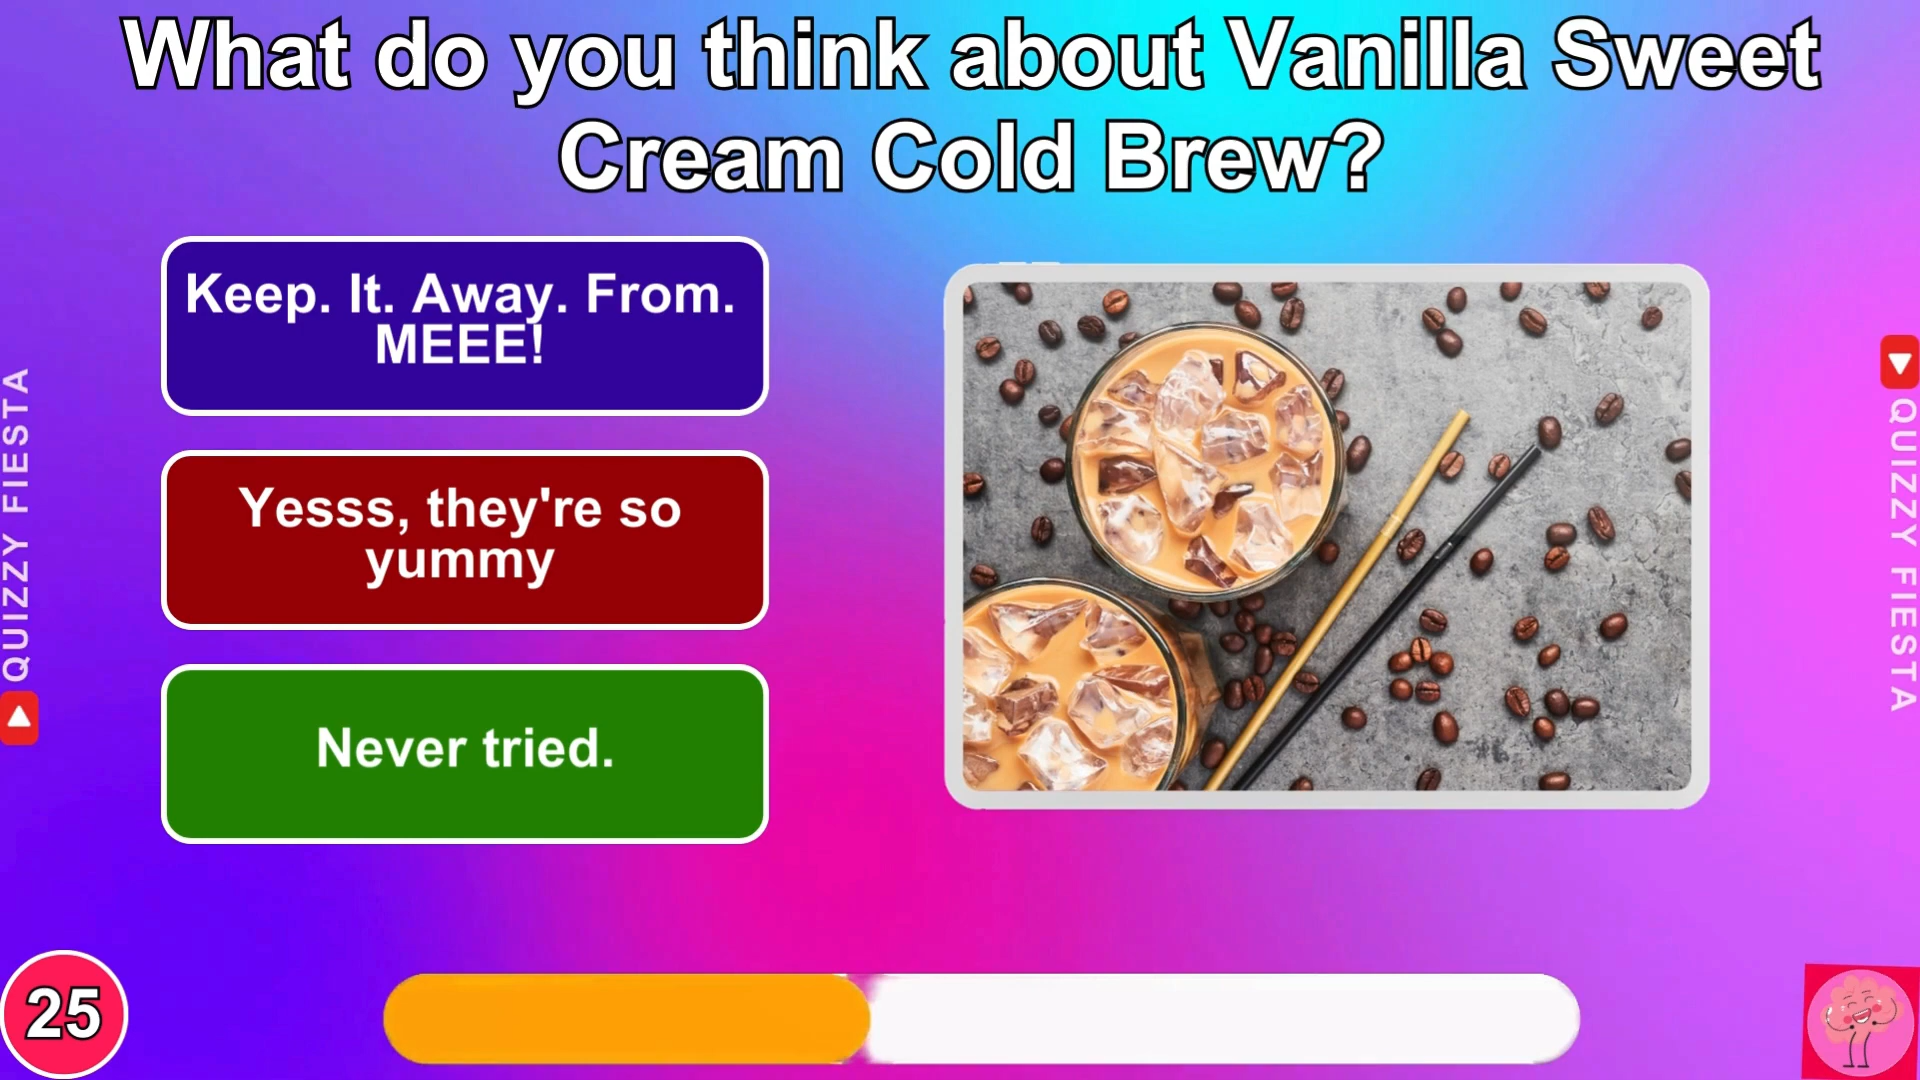 What do you think about Vanilla Sweet
Cream Cold Brew?
Keep. It. Away. From.
MEEE!
Yesss, they're so
yummy
Never tried.
QUIZZY FIESTA
QUIZZY FIESTA
25